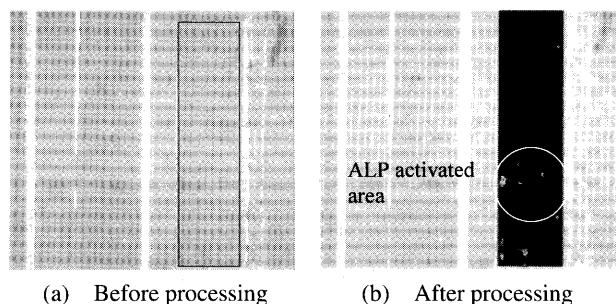 ALP activated
area
(a) Before processing
(b) After processing